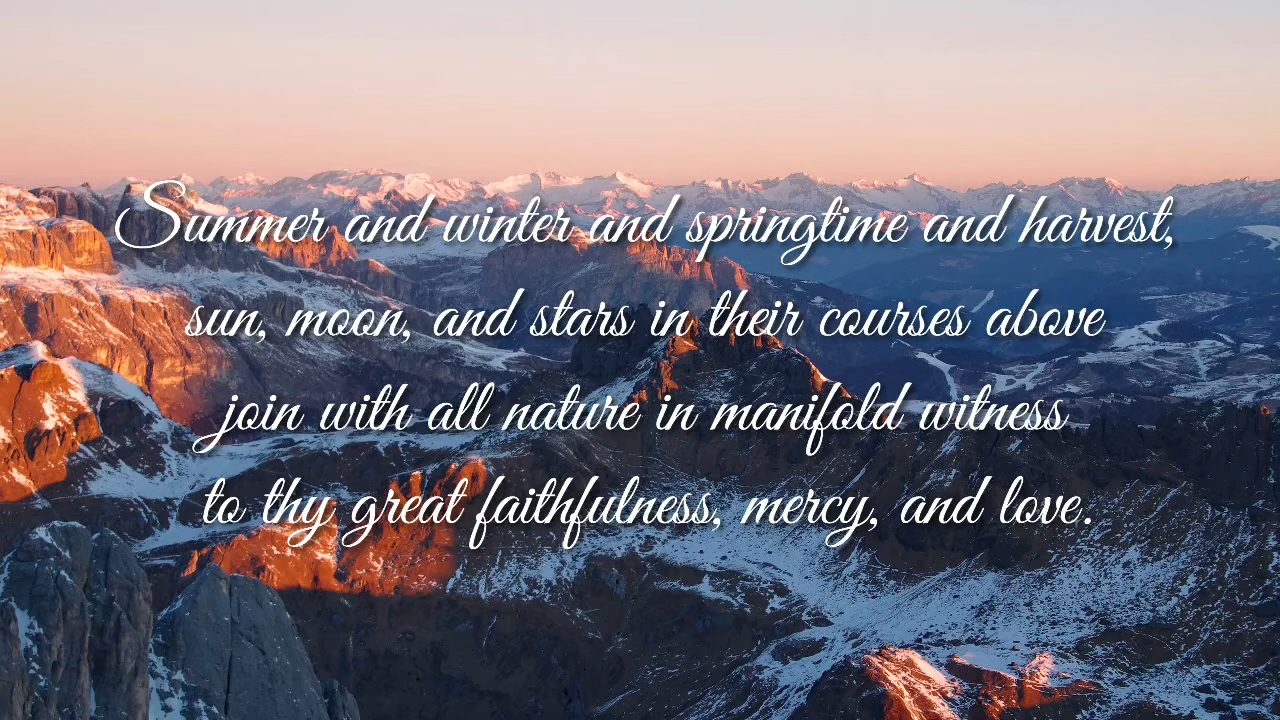 Summer and winter and springtime and harvest,
sun, moon, and stars in their courses above
join with all nature in manifold witness
to thy great faithfulness, mercy, and love.